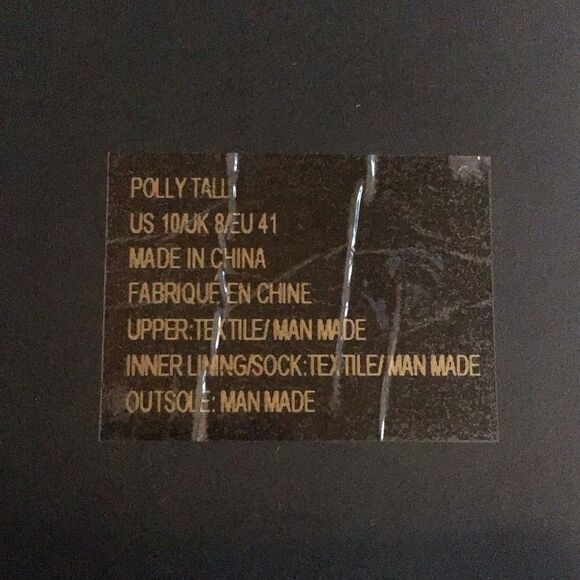 POLLY TALL
US 10/UK 8/EU 41
MADE IN CHINA
FABRIQUE EN CHINE
UPPER:TEXTILE/ MAN MADE
INNER LINING/SOCK:TEXTILE/ MAN MADE
OUTSOLE: MAN MADE